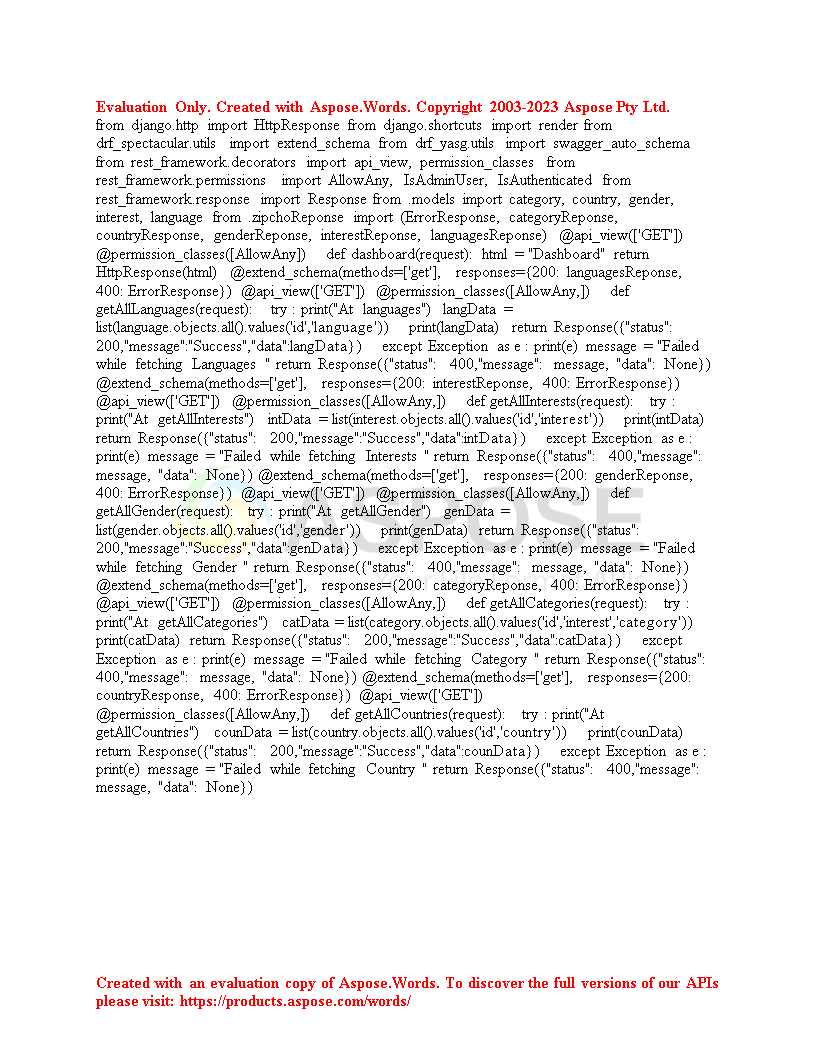 Evaluation Only. Created with Aspose.Words. Copyright 2003-2023 Aspose Pty Ltd.
from django.http import HttpResponse from django.shortcuts import render from
drf_spectacular.utils import extend_schema from drf_yasg.utils import swagger_auto_schema
from rest_framework.decorators import api_view, permission_classes from
rest_framework.permissions import AllowAny, IsAdminUser, IsAuthenticated from
rest_framework.response import Response from .models import category, country, gender,
interest, language from .zipchoReponse import (ErrorResponse, categoryReponse,
countryResponse, genderReponse, interestReponse, languagesReponse) @api_view(['GET'])
@permission_classes([AllowAny]) def dashboard(request): html = "Dashboard" return
HttpResponse(html) @extend_schema(methods=['get'], responses={200: languagesReponse,
400: ErrorResponse}) @api_view(['GET']) @permission_classes([AllowAny,]) def
getAllLanguages(request): try : print("At languages") langData =
list(language.objects.all().values('id','language')) print(langData) return Response({"status":
200,"message":"Success","data":langData}) except Exception as e : print(e) message = "Failed
while fetching Languages " return Response({"status": 400,"message": message, "data": None})
@extend_schema(methods=['get'], responses={200: interestReponse, 400: ErrorResponse})
@api_view(['GET']) @permission_classes([AllowAny,]) def getAllInterests(request): try :
print("At getAllInterests") intData = list(interest.objects.all().values('id','interest')) print(intData)
return Response({"status": 200,"message":"Success","data":intData}) except Exception as e :
print(e) message = "Failed while fetching Interests " return Response({"status": 400,"message":
message, "data": None}) @extend_schema(methods=['get'], responses={200: genderReponse,
400: ErrorResponse}) @api_view(['GET']) @permission_classes([AllowAny,]) def
getAllGender(request): try : print("At getAllGender") genData =
list(gender.objects.all().values('id','gender')) print(genData) return Response({"status":
200,"message":"Success","data":genData}) except Exception as e : print(e) message = "Failed
while fetching Gender " return Response({"status": 400,"message": message, "data": None})
@extend_schema(methods=['get'], responses={200: categoryReponse, 400: ErrorResponse})
@api_view(['GET']) @permission_classes([AllowAny,]) def getAllCategories(request): try :
print("At getAllCategories") catData = list(category.objects.all().values('id','interest','category'))
print(catData) return Response({"status": 200,"message":"Success","data":catData}) except
Exception as e : print(e) message = "Failed while fetching Category " return Response({"status":
400,"message": message, "data": None}) @extend_schema(methods=['get'], responses={200:
countryResponse, 400: ErrorResponse}) @api_view(['GET'])
@permission_classes([AllowAny,]) def getAllCountries(request): try : print("At
getAllCountries") counData = list(country.objects.all().values('id','country')) print(counData)
return Response({"status": 200,"message":"Success","data":counData}) except Exception as e :
print(e) message = "Failed while fetching Country " return Response({"status": 400,"message":
message, "data": None})
ASPOSE
Created with an evaluation copy of Aspose.Words. To discover the full versions of our APIs
please visit: https://products.aspose.com/words/